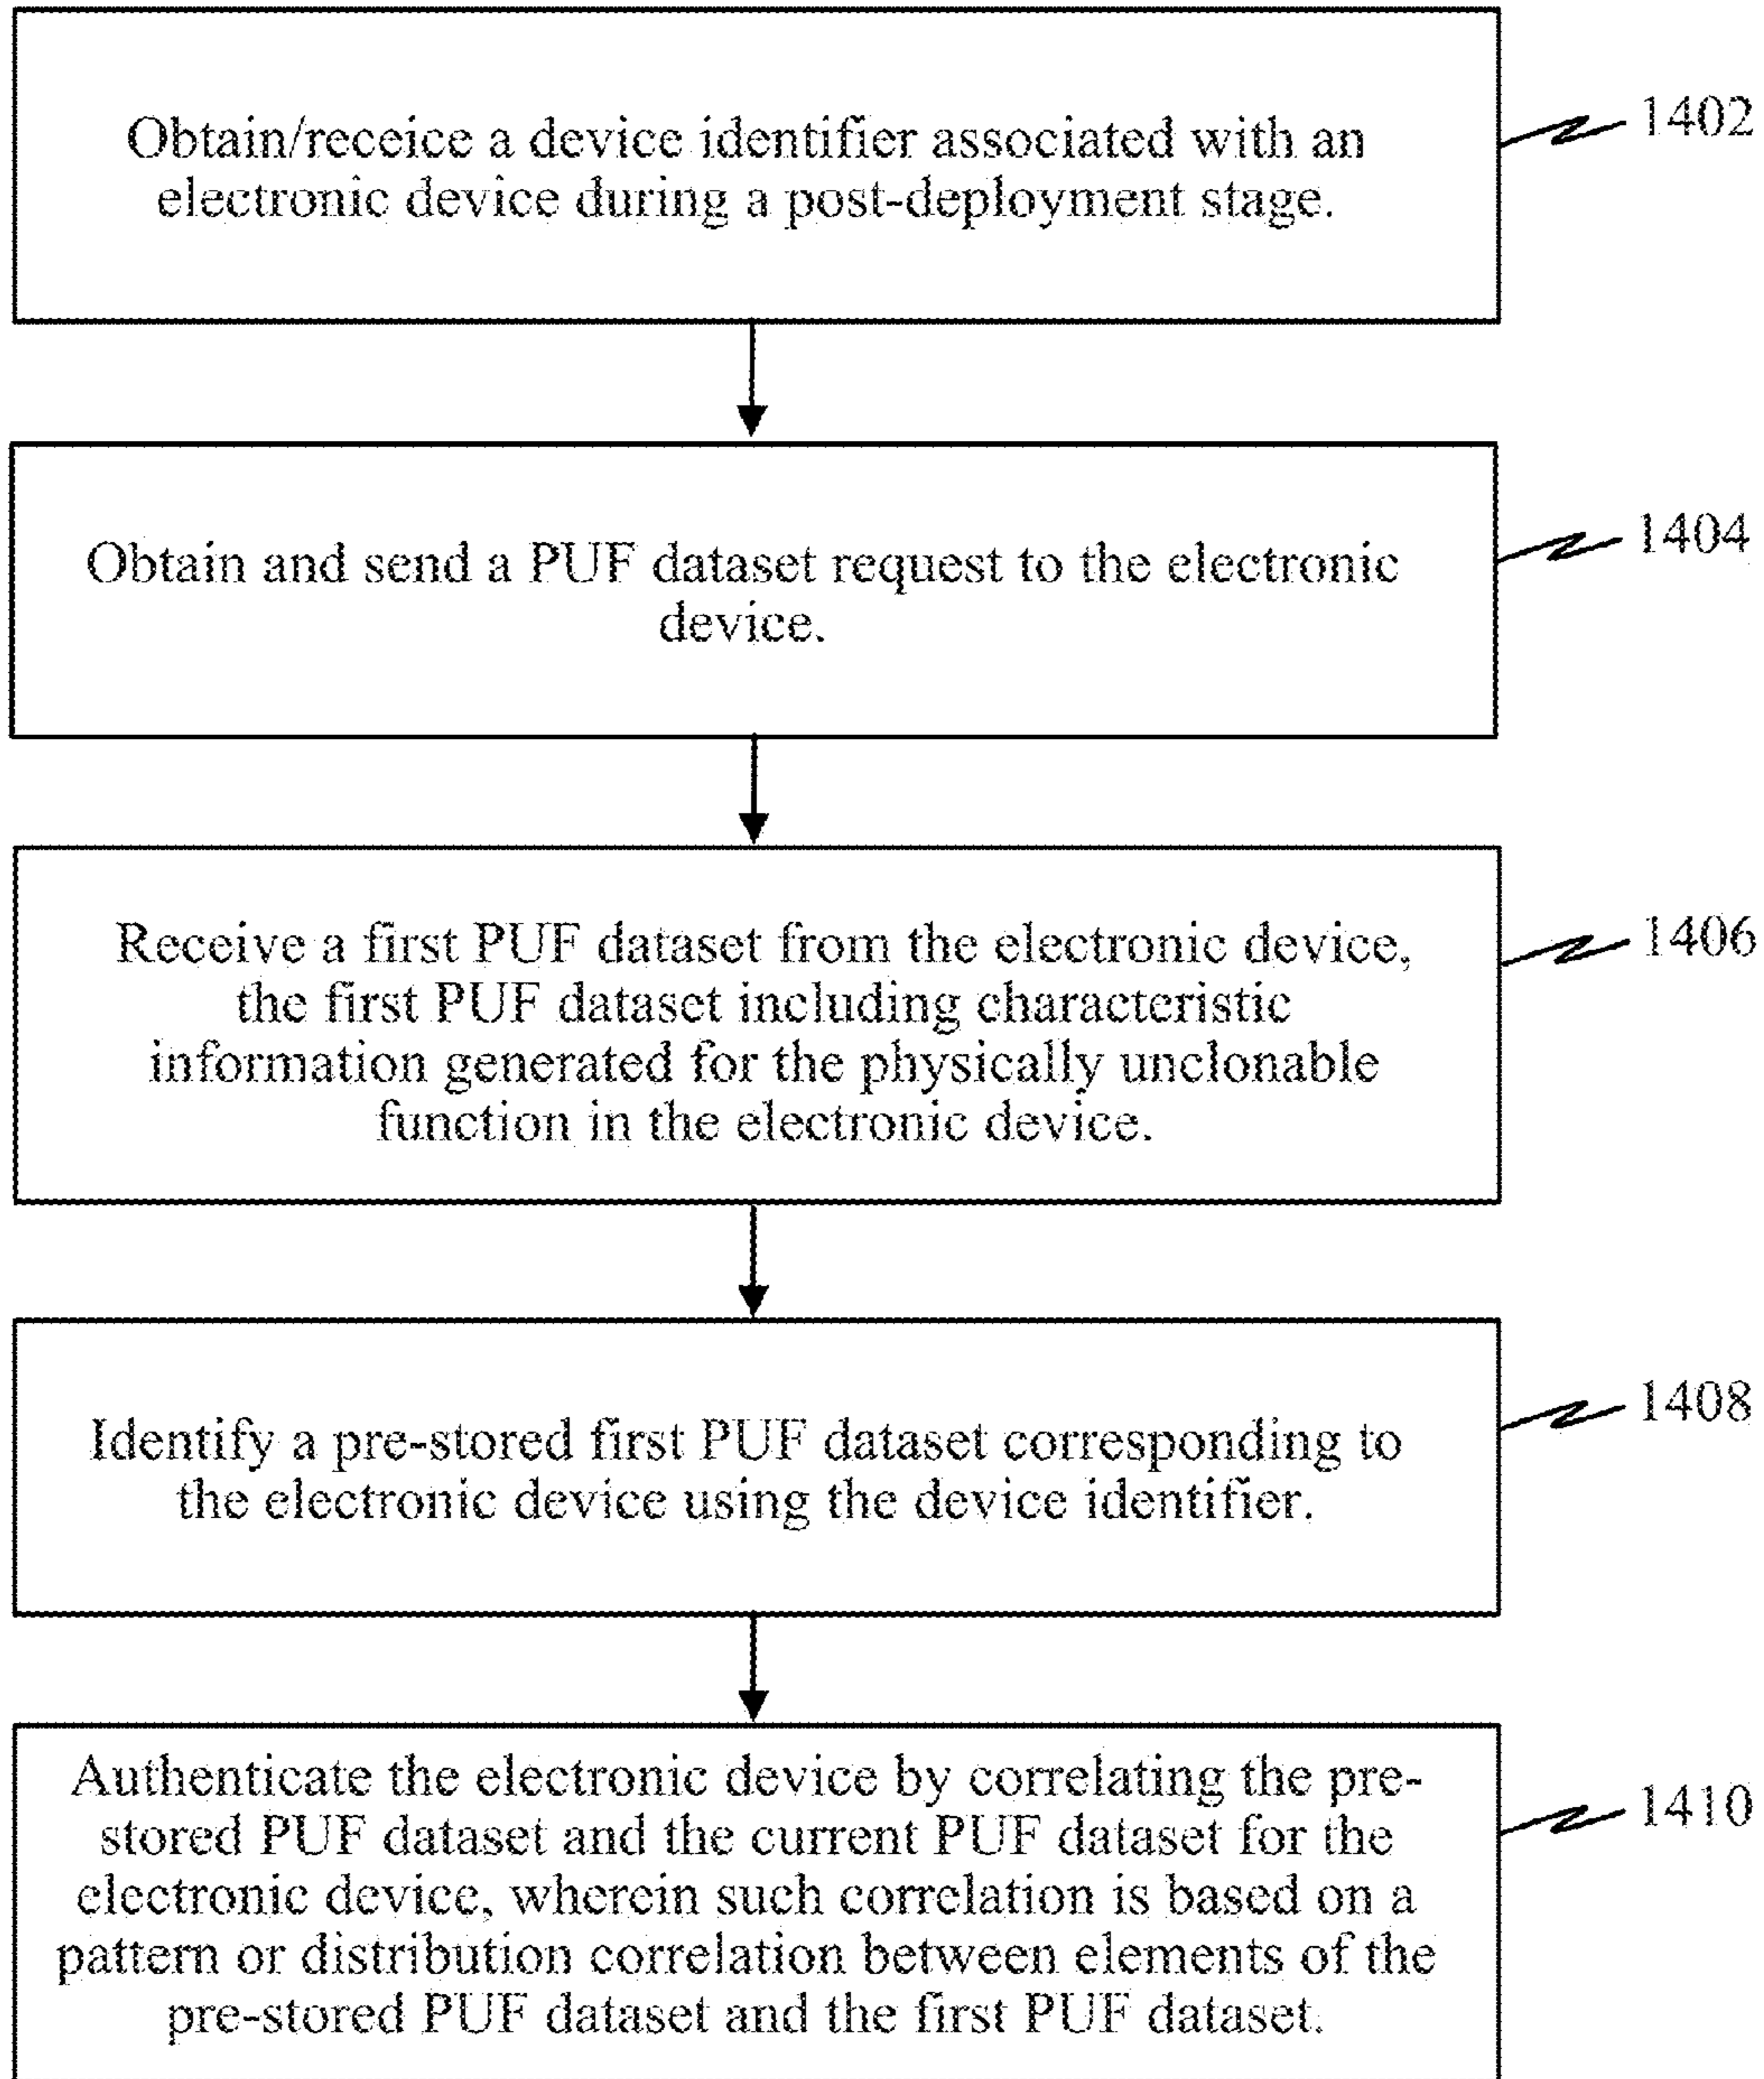 Obtain/receice a device identifier associated with an
electronic device during a post-deployment stage.
1402
Obtain and send a PUF dataset request to the electronic
device.
1404
Receive a first PUF dataset from the electronic device,
the first PUF dataset including characteristic
information generated for the physically unclonable
function in the electronic device.
1406
Identify a pre-stored first PUF dataset corresponding to
the electronic device using the device identifier.
1408
Authenticate the electronic device by correlating the pre-
stored PUF dataset and the current PUF dataset for the
electronic device, wherein such correlation is based on a
pattern or distribution correlation between elements of the
pre-stored PUF dataset and the first PUF dataset.
1410